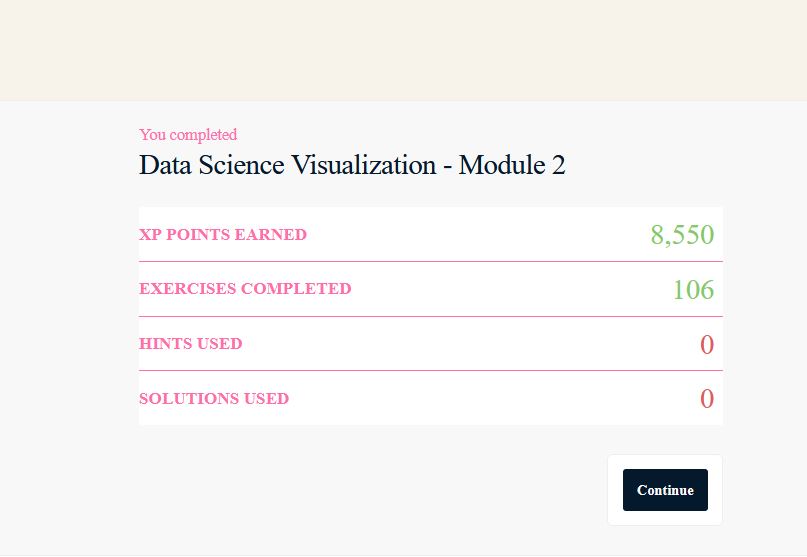 You completed
Data Science Visualization - Module 2
XP POINTS EARNED 8,550
EXERCISES COMPLETED 106
HINTS USED 0
SOLUTIONS USED 0
Continue